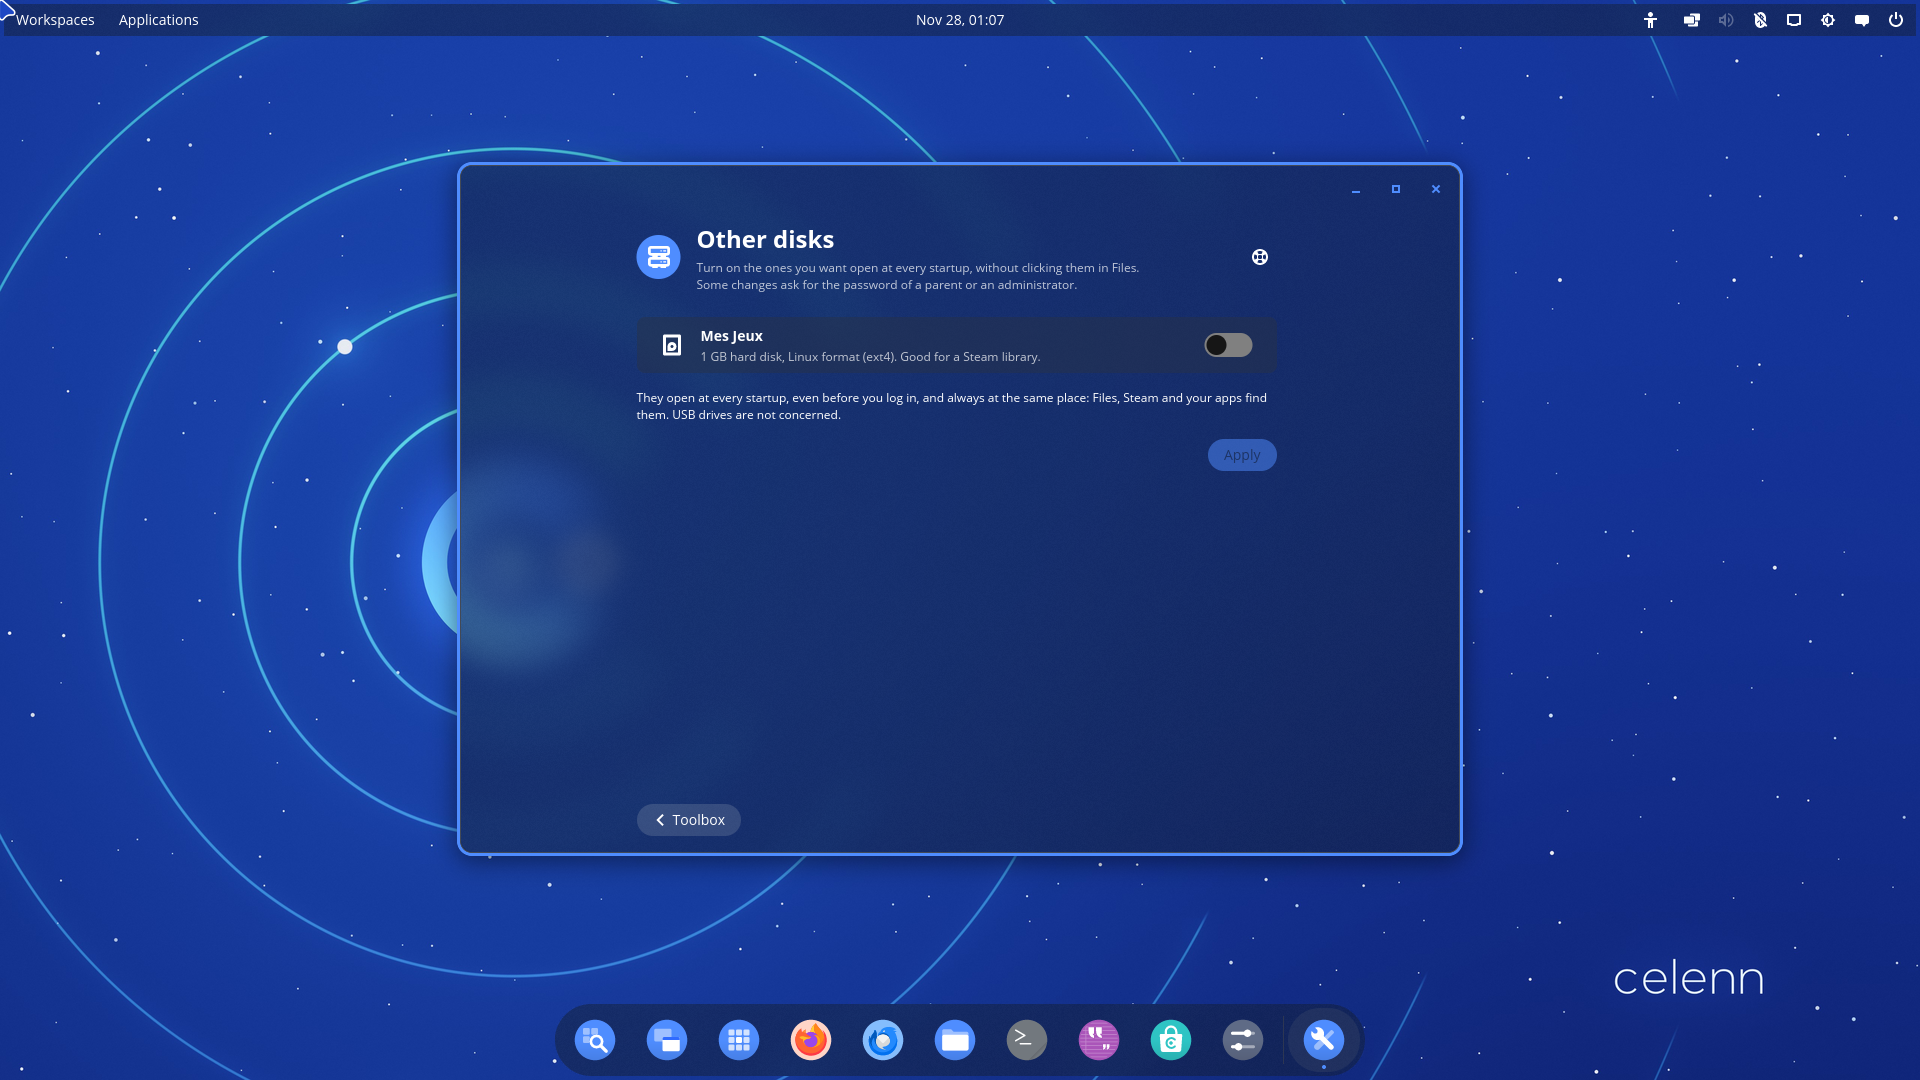 Workspaces
Applications
Nov 28, 01:07
Other disks
Turn on the ones you want open at every startup, without clicking them in Files.
Some changes ask for the password of a parent or an administrator.
Mes Jeux
1 GB hard disk, Linux format (ext4). Good for a Steam library.
They open at every startup, even before you log in, and always at the same place: Files, Steam and your apps find
them. USB drives are not concerned.
Apply
Toolbox
celenn